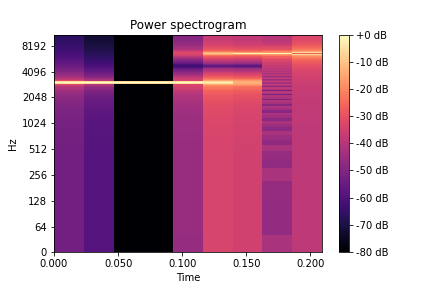 Power spectrogram
8192
4096
2048
1024
512
256
128
64
0
Hz
0.000 0.050 0.100 0.150 0.200
Time
+0 dB
-10 dB
-20 dB
-30 dB
-40 dB
-50 dB
-60 dB
-70 dB
-80 dB